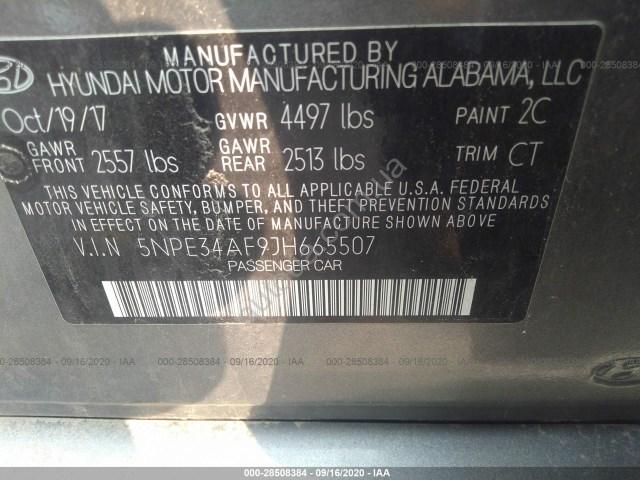 MANUFACTURED BY
HYUNDAI MOTOR MANUFACTURING ALABAMA, LLC
Oct/19/17 GVWR 4497 lbs PAINT 2C
GAWR FRONT 2557 lbs GAWR REAR 2513 lbs TRIM CT
THIS VEHICLE CONFORMS TO ALL APPLICABLE U.S.A. FEDERAL
MOTOR VEHICLE SAFETY, BUMPER, AND THEFT PREVENTION STANDARDS
IN EFFECT ON THE DATE OF MANUFACTURE SHOWN ABOVE
V.I.N 5NPE34AF9JH665507
PASSENGER CAR
000-28508384 - 09/16/2020 - IAA